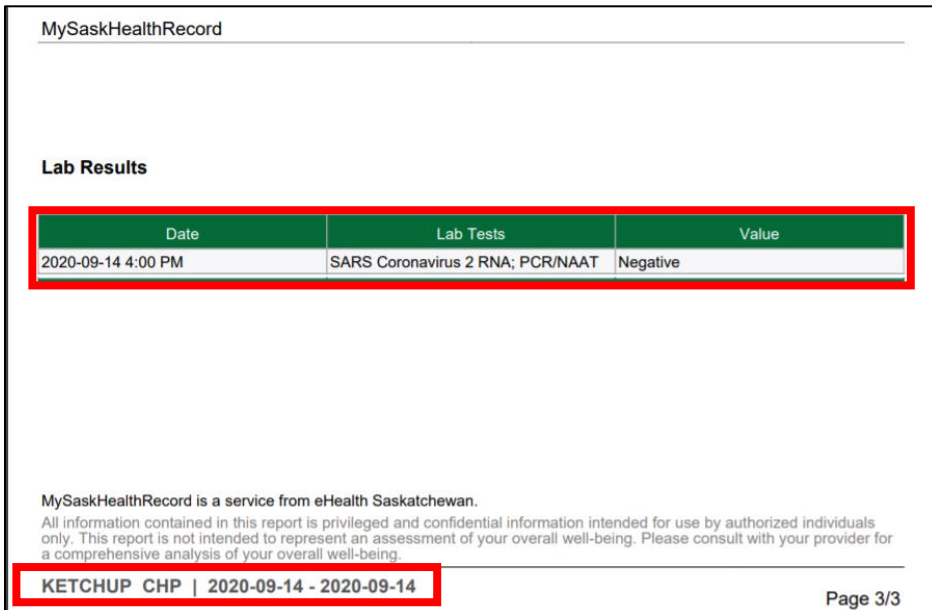 MySaskHealthRecord
Lab Results
Date Lab Tests Value
2020-09-14 4:00 PM SARS Coronavirus 2 RNA; PCR/NAAT Negative
MySaskHealthRecord is a service from eHealth Saskatchewan.
All information contained in this report is privileged and confidential information intended for use by authorized individuals
only. This report is not intended to represent an assessment of your overall well-being. Please consult with your provider for
a comprehensive analysis of your overall well-being.
KETCHUP CHP | 2020-09-14 - 2020-09-14
Page 3/3